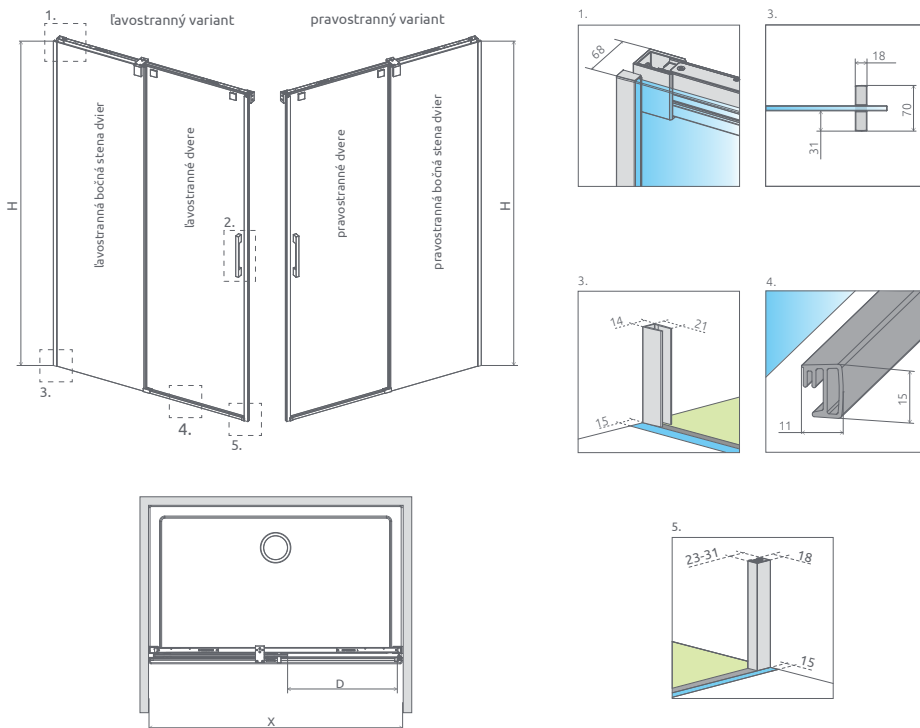 ľavostranný variant
pravostranný variant
1.
H
ľavostranná bočná stena dvier
ľavostranné dvere
2.
3.
4.
5.
pravostranné dvere
pravostranná bočná stena dvier
H
1.
68
3.
18
70
31
3.
14
21
15
4.
11
15
D
X
5.
23-31
18
15